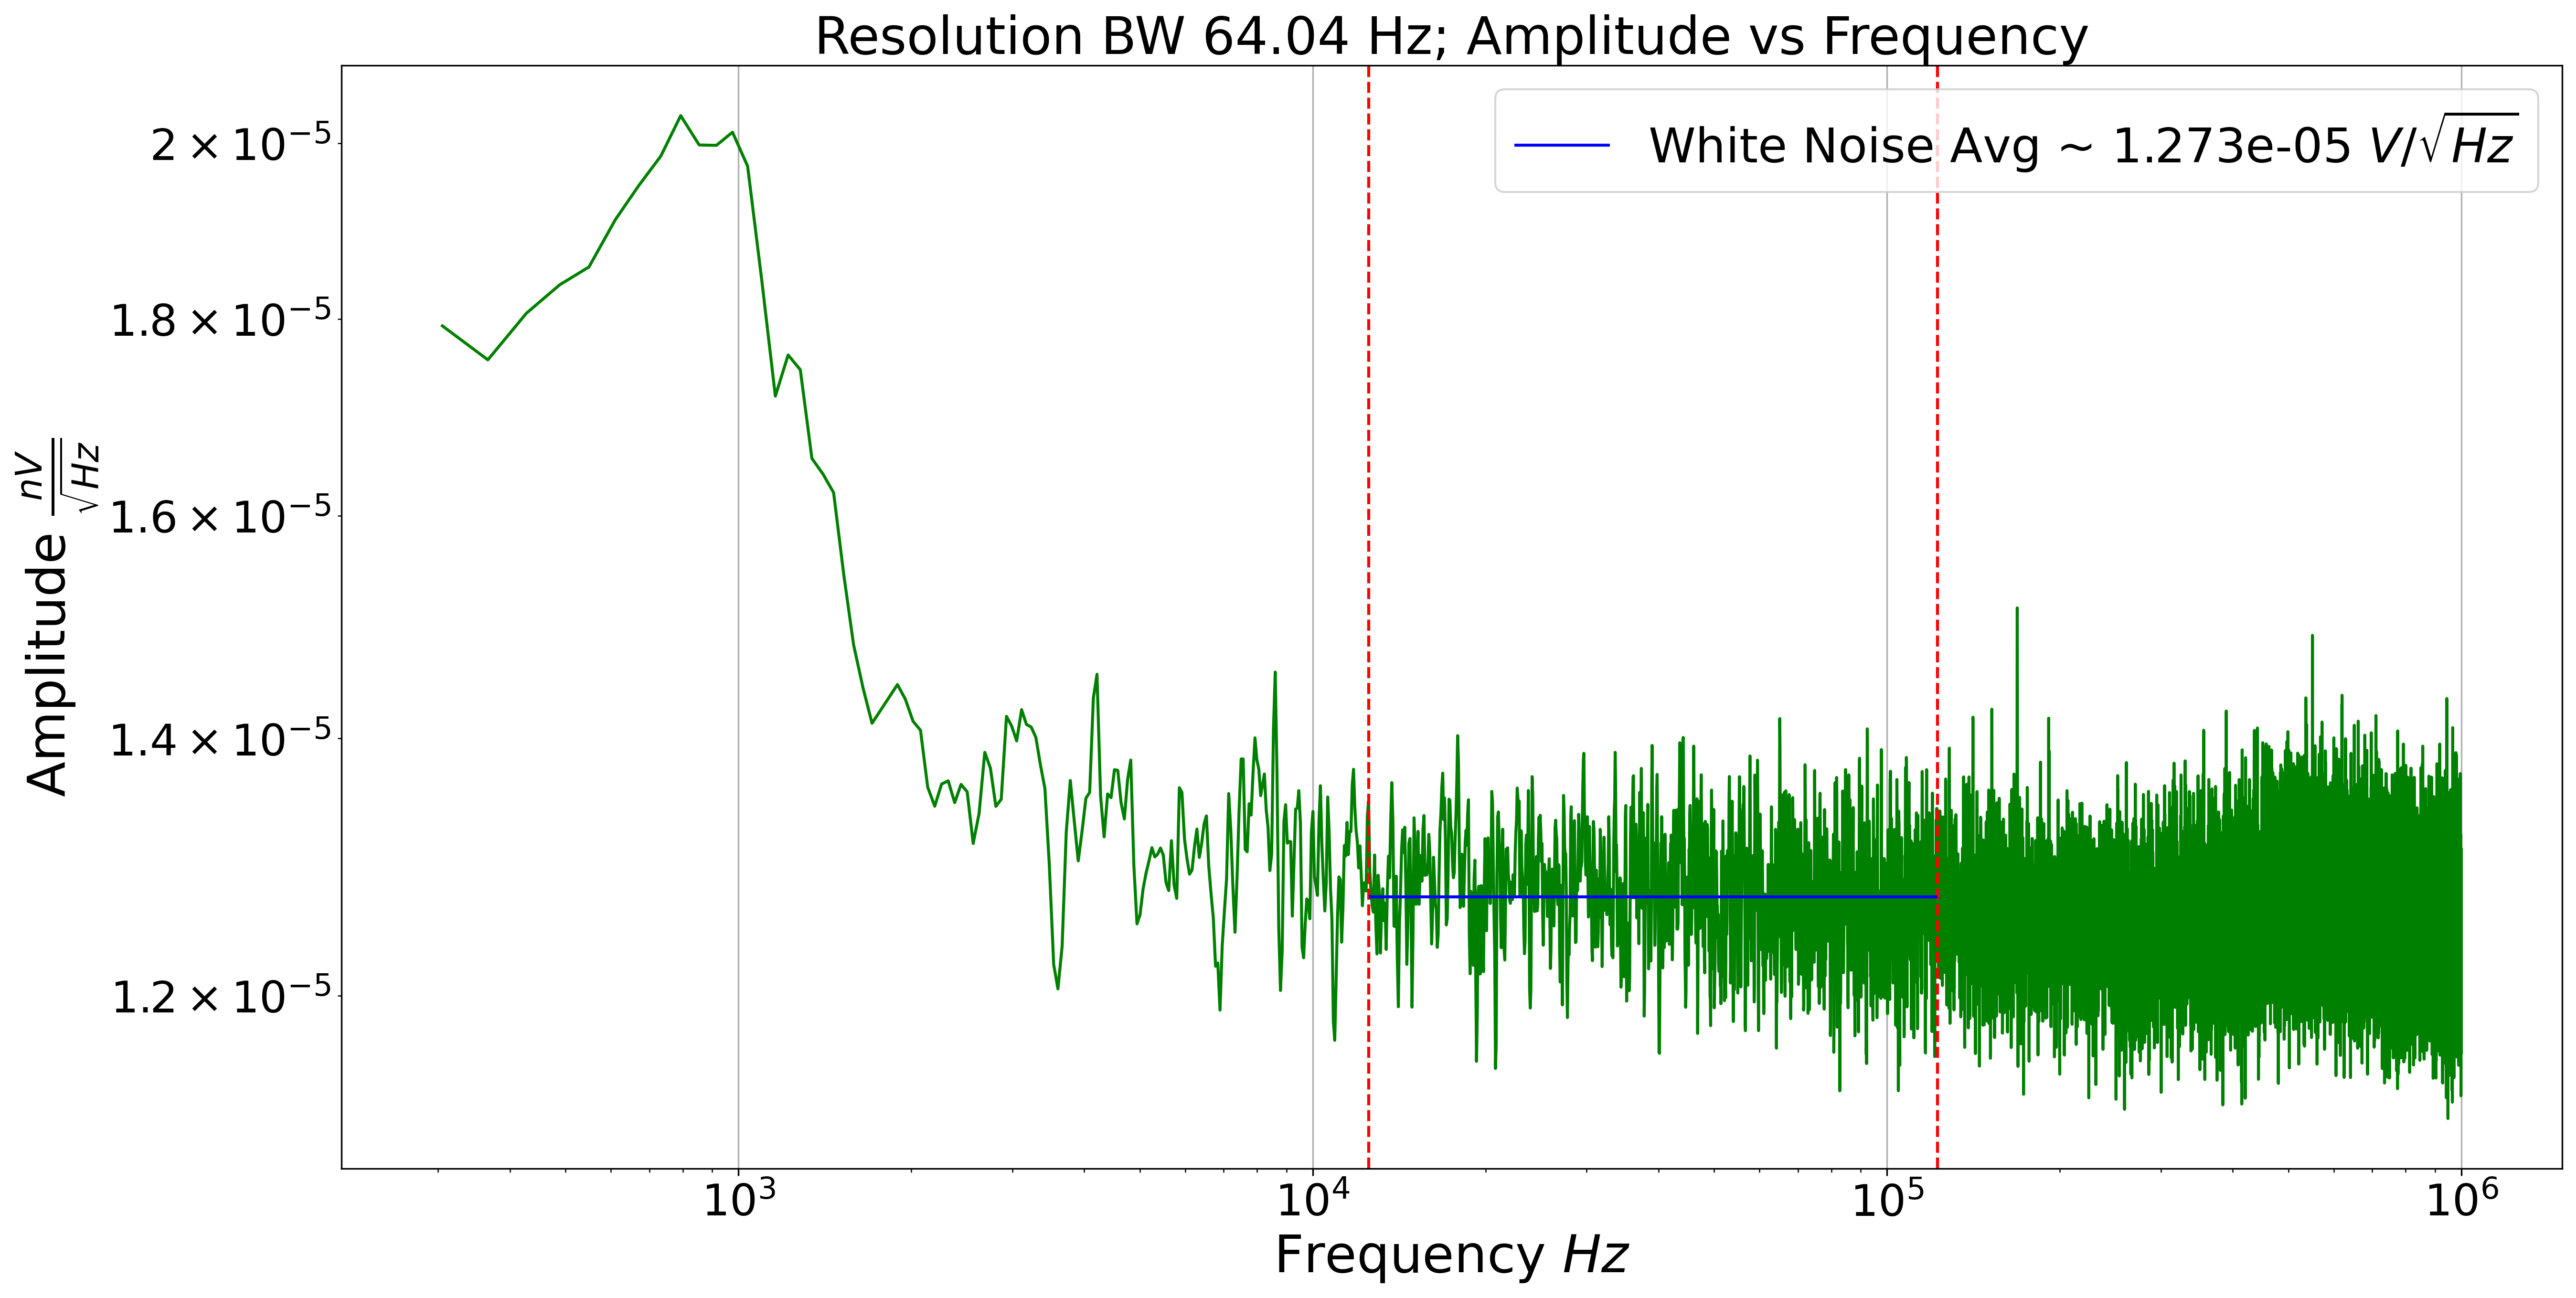 Resolution BW 64.04 Hz; Amplitude vs Frequency
White Noise Avg ~ 1.273e-05 V/√Hz
2 × 10⁻⁵
1.8 × 10⁻⁵
1.6 × 10⁻⁵
1.4 × 10⁻⁵
1.2 × 10⁻⁵
Amplitude nV/√Hz
10³ 10⁴ 10⁵ 10⁶
Frequency Hz